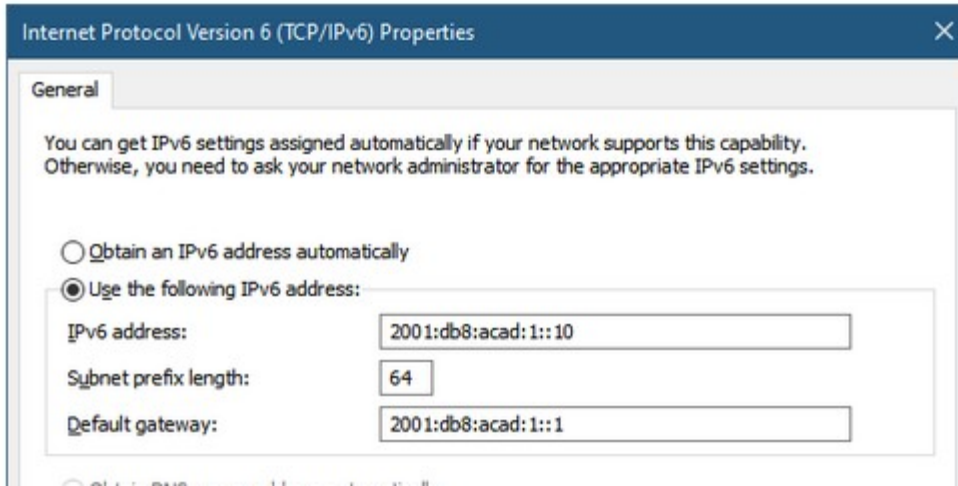 Internet Protocol Version 6 (TCP/IPv6) Properties
General
You can get IPv6 settings assigned automatically if your network supports this capability.
Otherwise, you need to ask your network administrator for the appropriate IPv6 settings.
Obtain an IPv6 address automatically
Use the following IPv6 address:
IPv6 address: 2001:db8:acad:1::10
Subnet prefix length: 64
Default gateway: 2001:db8:acad:1::1